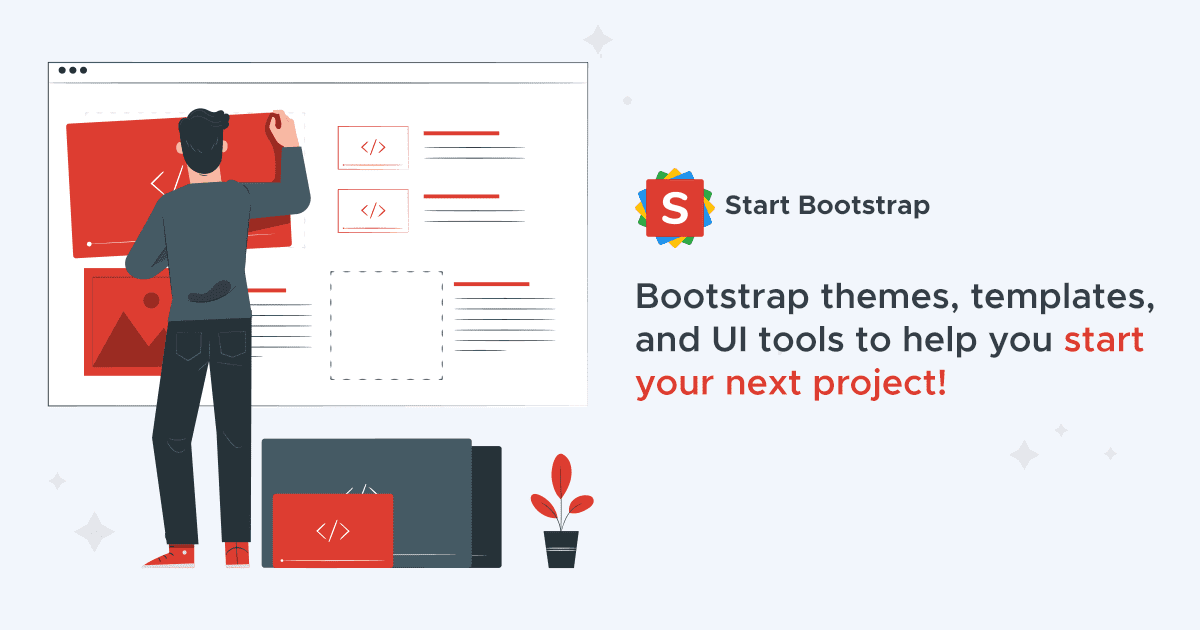 </>
</>
</>
</>
</>
S
Start Bootstrap
Bootstrap themes, templates,
and UI tools to help you start
your next project!